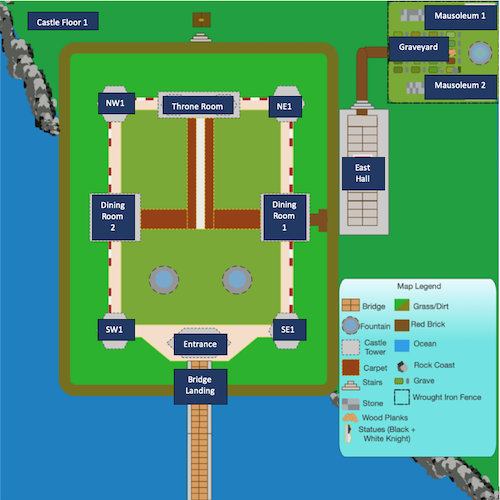 Castle Floor 1
Mausoleum 1
Graveyard
Mausoleum 2
NW1
Throne Room
NE1
East
Hall
Dining
Room
2
Dining
Room
1
SW1
Entrance
SE1
Bridge
Landing
Map Legend
Bridge
Grass/Dirt
Fountain
Red Brick
Castle
Tower
Ocean
Carpet
Rock Coast
Stairs
Grave
Stone
Wrought Iron Fence
Wood Planks
Statues (Black +
White Knight)